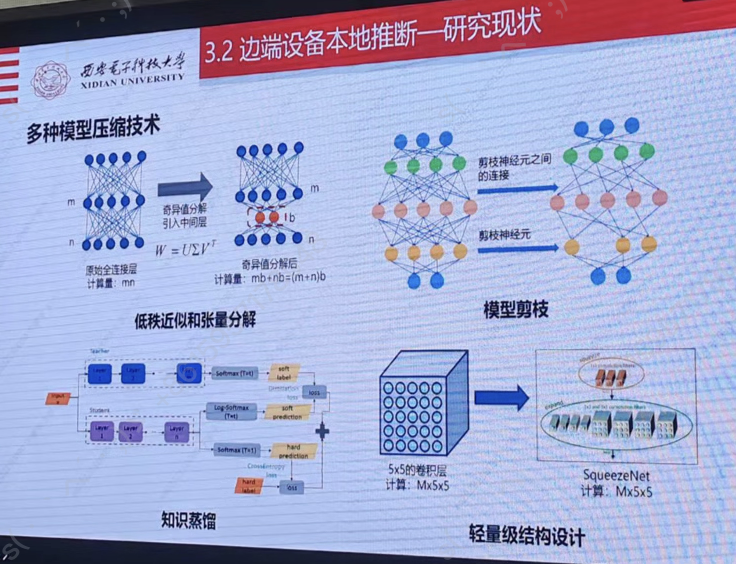 西安电子科技大学
XIDIAN UNIVERSITY
3.2 边端设备本地推断—研究现状
多种模型压缩技术
m
n
原始全连接层
计算量：mn
奇异值分解
引入中间层
W = UΣVᵀ
m
b
n
奇异值分解后
计算量：mb+nb=(m+n)b
低秩近似和张量分解
剪枝神经元之间
的连接
剪枝神经元
模型剪枝
Teacher
Input
x
Layer
1
Layer
2
Softmax (T=t)
soft
label
Distillation
loss
loss
Student
Layer
1
Layer
2
Layer
n
Log-Softmax
(T=t)
soft
prediction
Softmax (T=1)
hard
prediction
CrossEntropy
loss
hard
label
loss
知识蒸馏
5x5的卷积层
计算：Mx5x5
SqueezeNet
计算：Mx5x5
轻量级结构设计